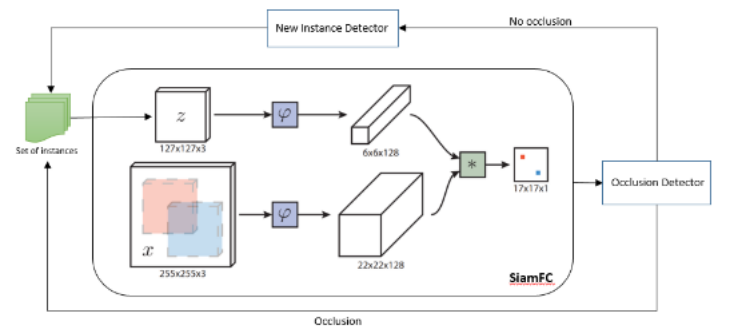 No occlusion
New Instance Detector
z
φ
127x127x3
6x6x128
Set of instances
*
17x17x1
Occlusion Detector
x
φ
255x255x3
22x22x128
SiamFC
Occlusion